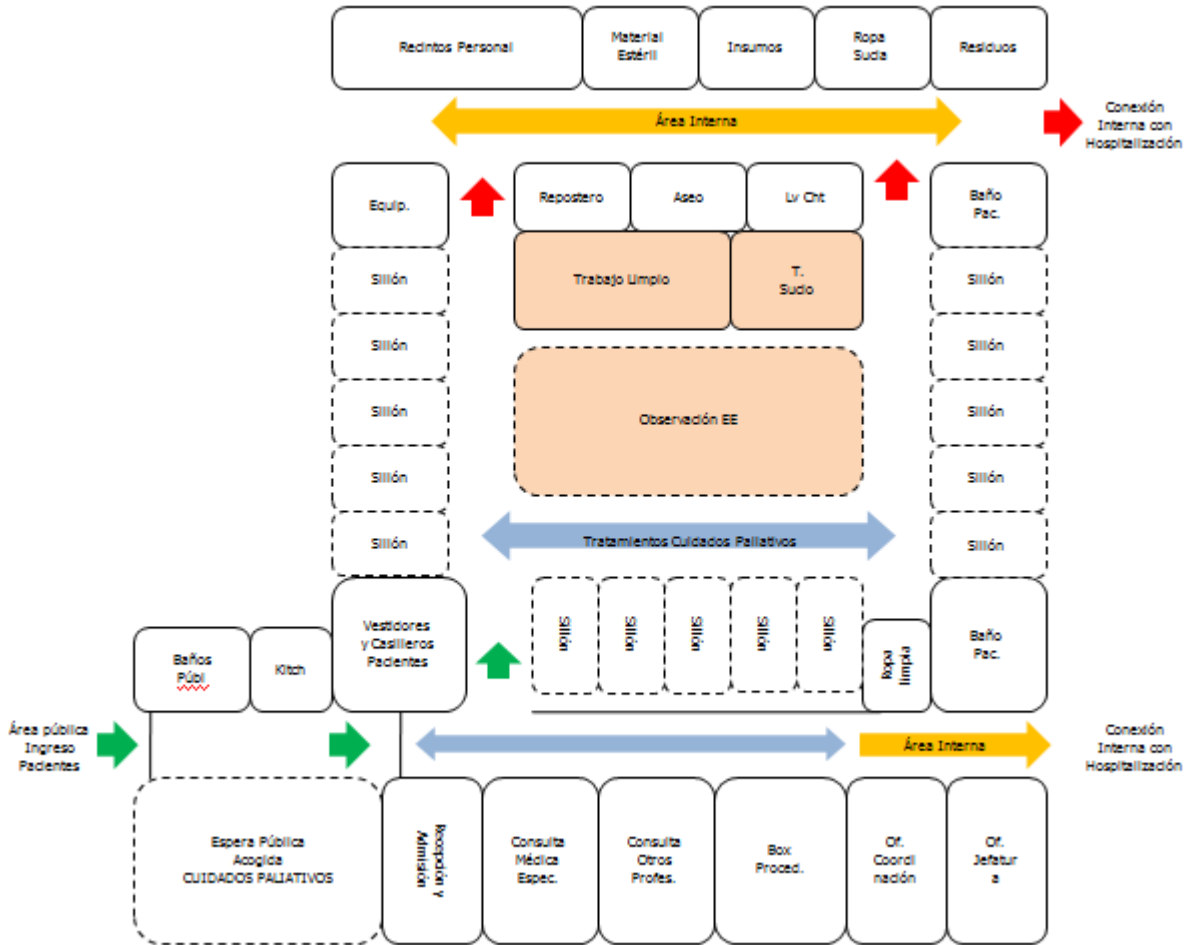 Recintos Personal
Material
Estéril
Insumos
Ropa
Sucia
Residuos
Área Interna
Conexión
Interna con
Hospitalización
Equip.
Repostero
Aseo
Lv Cht
Baño
Pac.
Sillón
Trabajo Limpio
T.
Sucio
Sillón
Sillón
Sillón
Sillón
Observación EE
Sillón
Sillón
Sillón
Sillón
Tratamientos Cuidados Paliativos
Sillón
Vestidores
y Casilleros
Pacientes
Sillón
Sillón
Sillón
Sillón
Sillón
Ropa
limpia
Baño
Pac.
Baños
Públ
Kitch
Área pública
Ingreso
Pacientes
Área Interna
Conexión
Interna con
Hospitalización
Espera Pública
Acogida
CUIDADOS PALIATIVOS
Recepción y
Admisión
Consulta
Médica
Espec.
Consulta
Otros
Profes.
Box
Proced.
Of.
Coordi
nación
Of.
Jefatur
a